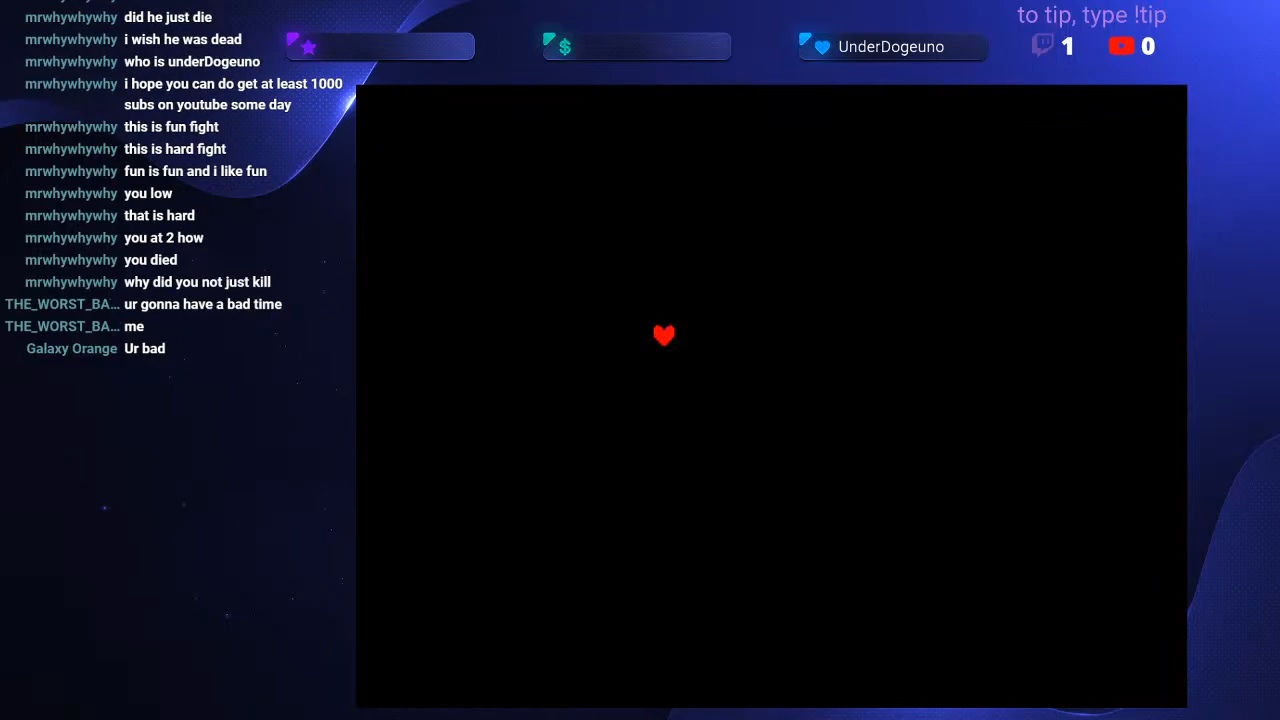 to tip, type !tip
mrwhywhywhy did he just die
mrwhywhywhy i wish he was dead
UnderDogeuno
1
0
mrwhywhywhy who is underDogeuno
mrwhywhywhy i hope you can do get at least 1000
subs on youtube some day
mrwhywhywhy this is fun fight
mrwhywhywhy this is hard fight
mrwhywhywhy fun is fun and i like fun
mrwhywhywhy you low
mrwhywhywhy that is hard
mrwhywhywhy you at 2 how
mrwhywhywhy you died
mrwhywhywhy why did you not just kill
THE_WORST_BA... ur gonna have a bad time
THE_WORST_BA... me
Galaxy Orange Ur bad